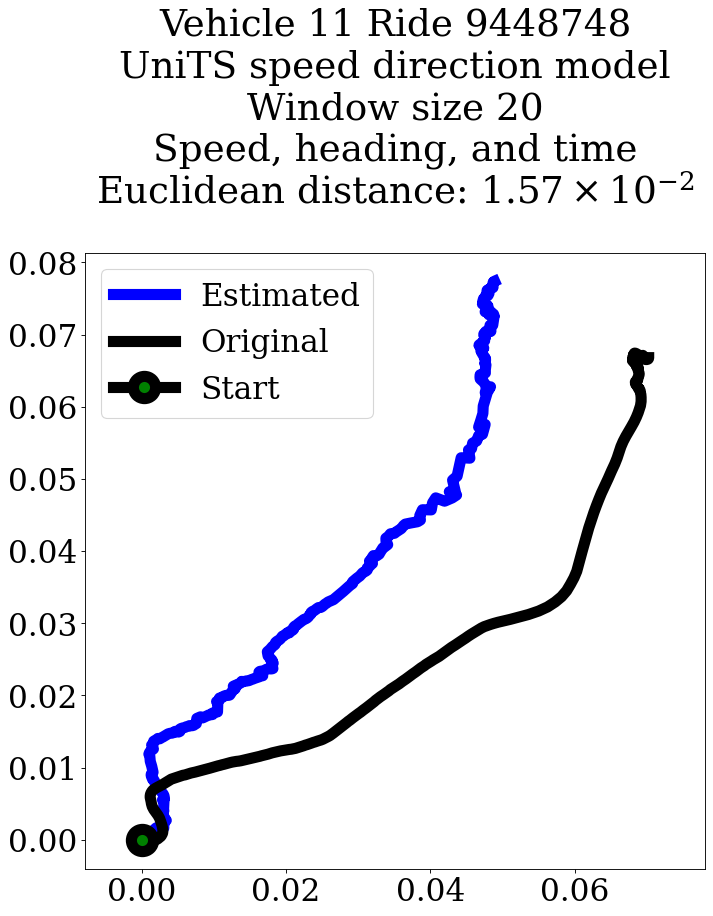 Vehicle 11 Ride 9448748
UniTS speed direction model
Window size 20
Speed, heading, and time
Euclidean distance: 1.57 × 10⁻²
0.08
0.07
0.06
0.05
0.04
0.03
0.02
0.01
0.00
Estimated
Original
Start
0.00 0.02 0.04 0.06